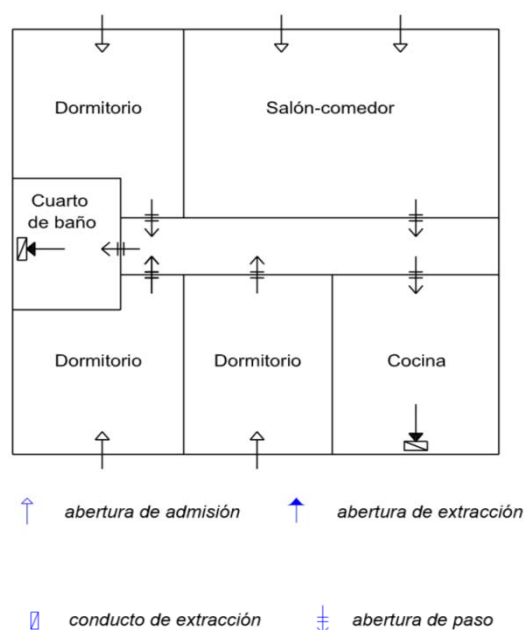 Dormitorio
Salón-comedor
Cuarto
de baño
Dormitorio
Dormitorio
Cocina
abertura de admisión
abertura de extracción
conducto de extracción
abertura de paso